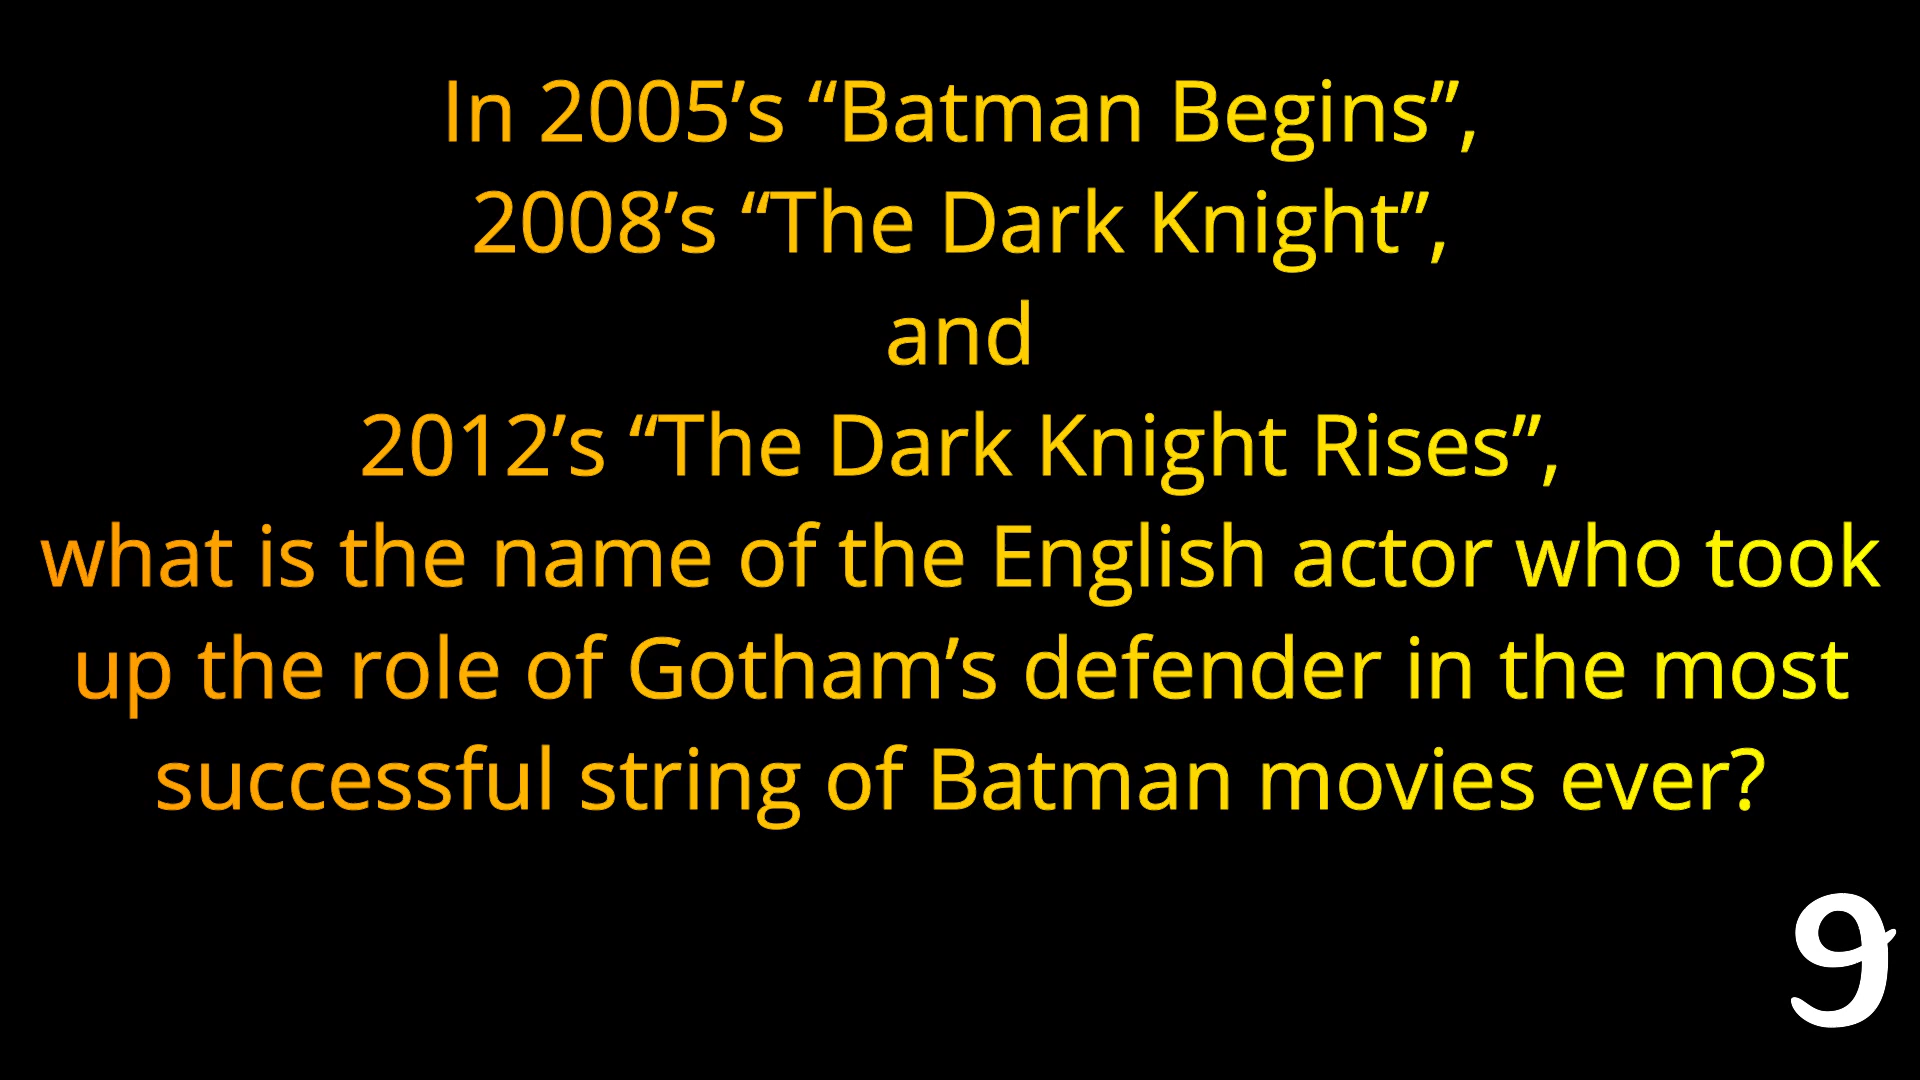 In 2005’s “Batman Begins”,
2008’s “The Dark Knight”,
and
2012’s “The Dark Knight Rises”,
what is the name of the English actor who took
up the role of Gotham’s defender in the most
successful string of Batman movies ever?
9